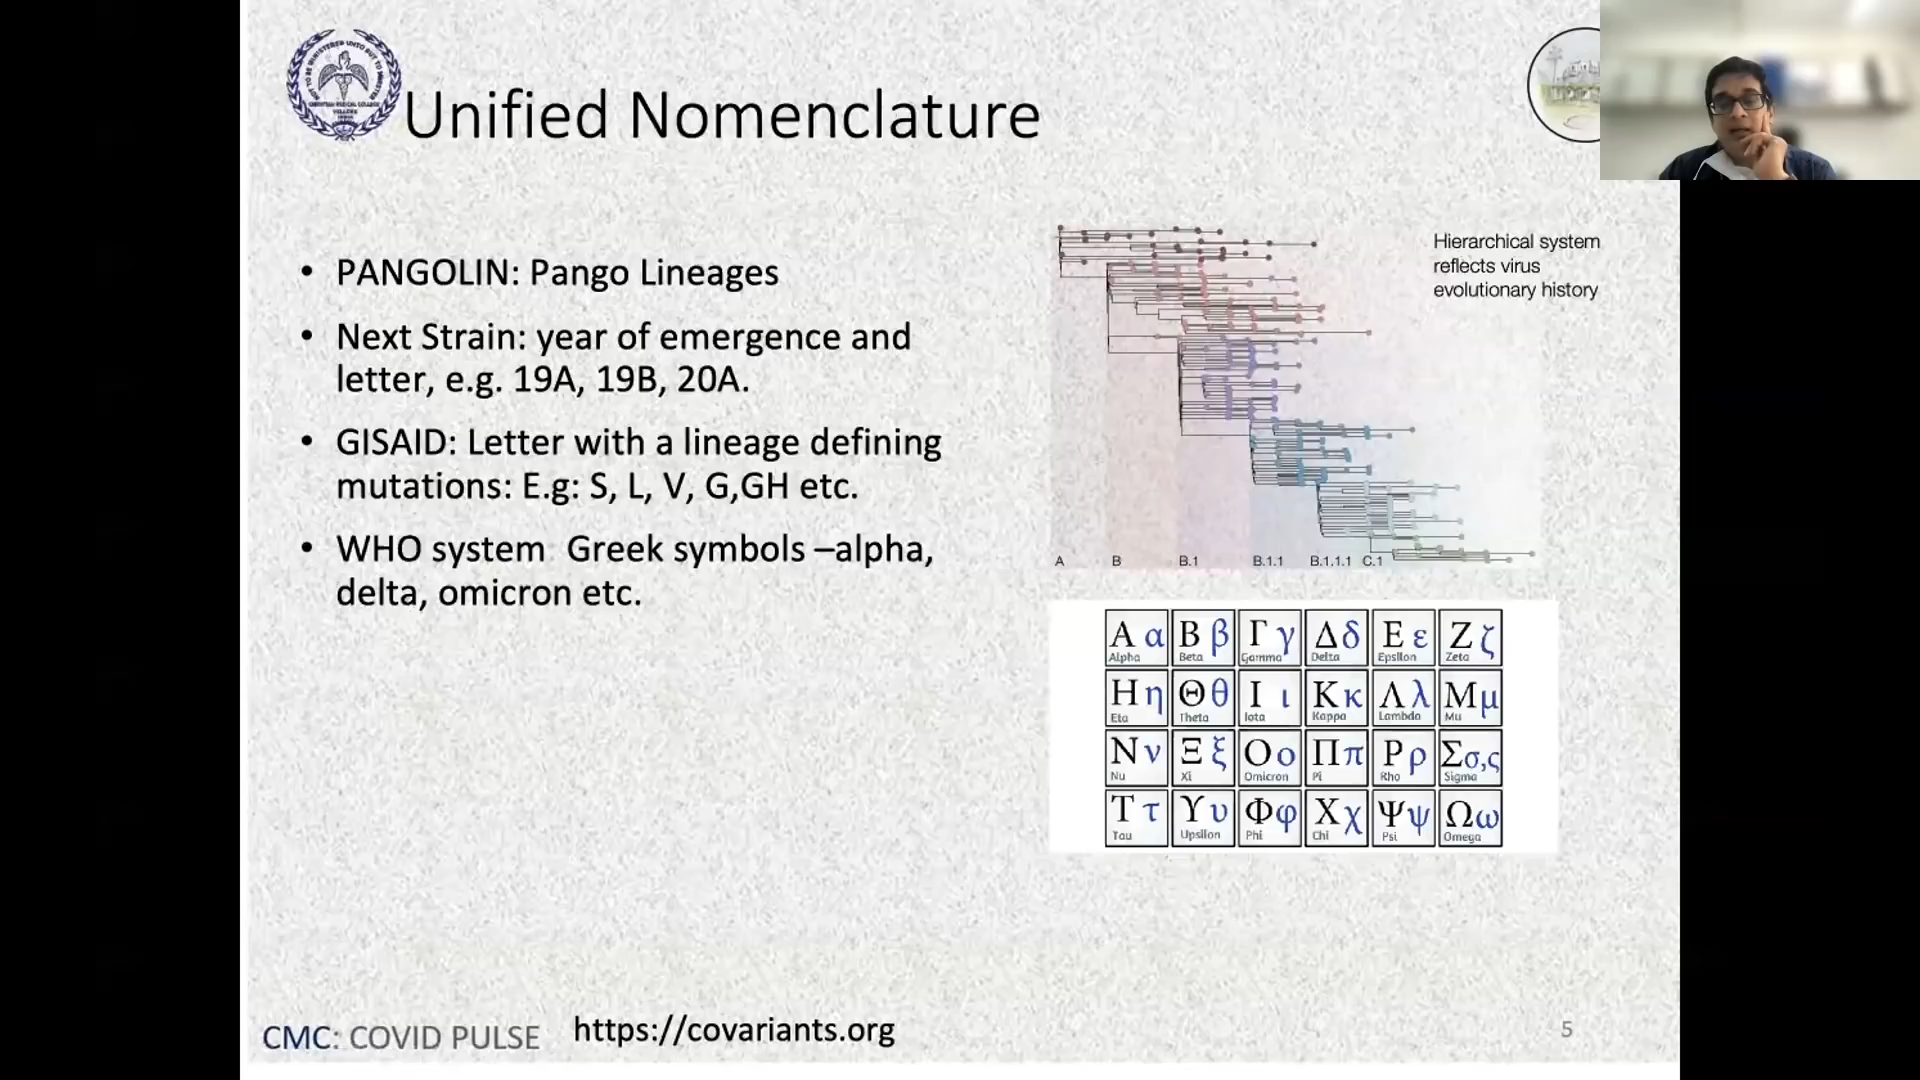 Unified Nomenclature
• PANGOLIN: Pango Lineages
• Next Strain: year of emergence and
letter, e.g. 19A, 19B, 20A.
• GISAID: Letter with a lineage defining
mutations: E.g: S, L, V, G,GH etc.
• WHO system  Greek symbols –alpha,
delta, omicron etc.
Hierarchical system
reflects virus
evolutionary history
A B B.1 B.1.1 B.1.1.1 C.1
Α α Β β Γ γ Δ δ Ε ε Ζ ζ
Alpha Beta Gamma Delta Epsilon Zeta
Η η Θ θ Ι ι Κ κ Λ λ Μ μ
Eta Theta Iota Kappa Lambda Mu
Ν ν Ξ ξ Ο ο Π π Ρ ρ Σ σ,ς
Nu Xi Omicron Pi Rho Sigma
Τ τ Υ υ Φ φ Χ χ Ψ ψ Ω ω
Tau Upsilon Phi Chi Psi Omega
CMC: COVID PULSE
https://covariants.org
5